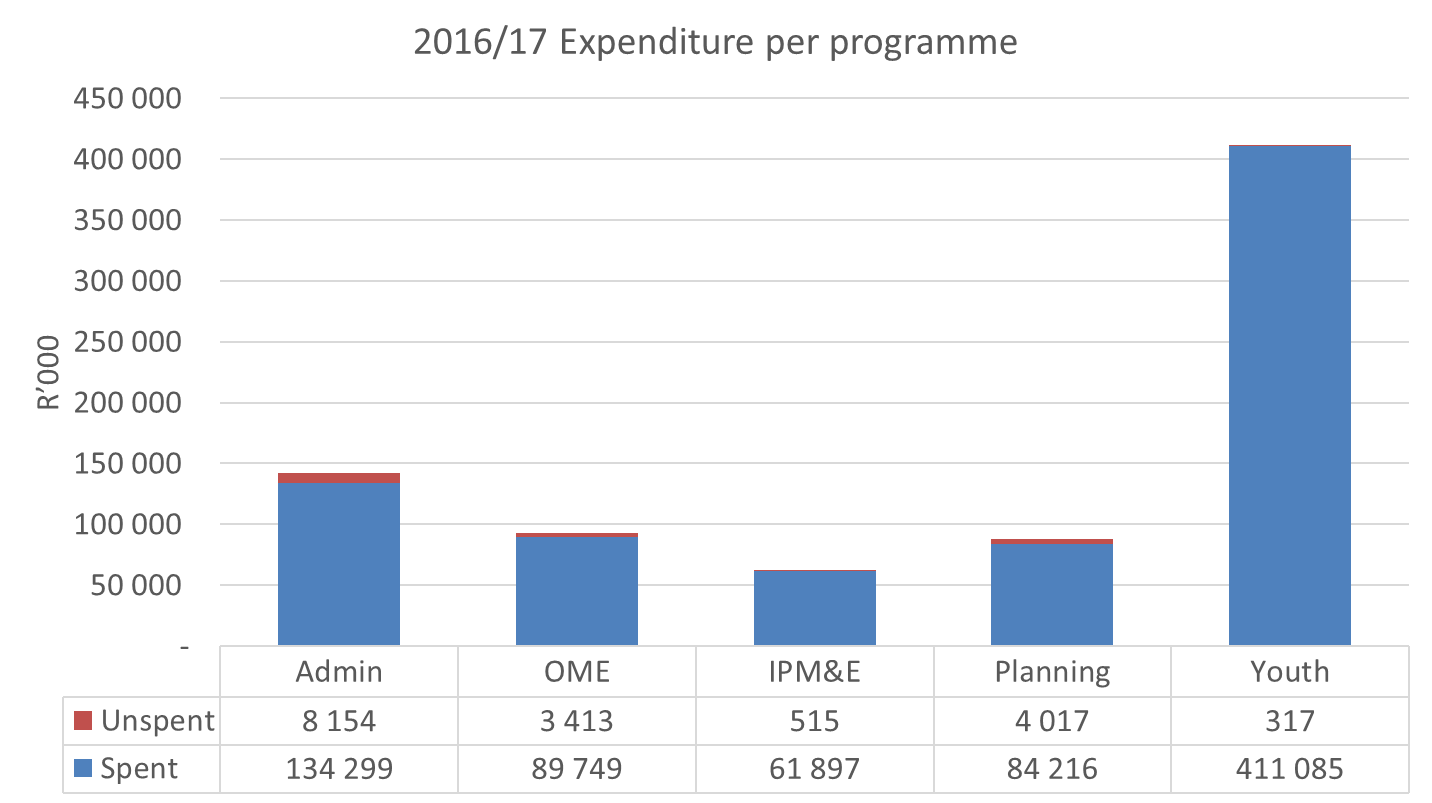 2016/17 Expenditure per programme
R’000
450 000
400 000
350 000
300 000
250 000
200 000
150 000
100 000
50 000
-
Admin OME IPM&E Planning Youth
Unspent 8 154 3 413 515 4 017 317
Spent 134 299 89 749 61 897 84 216 411 085